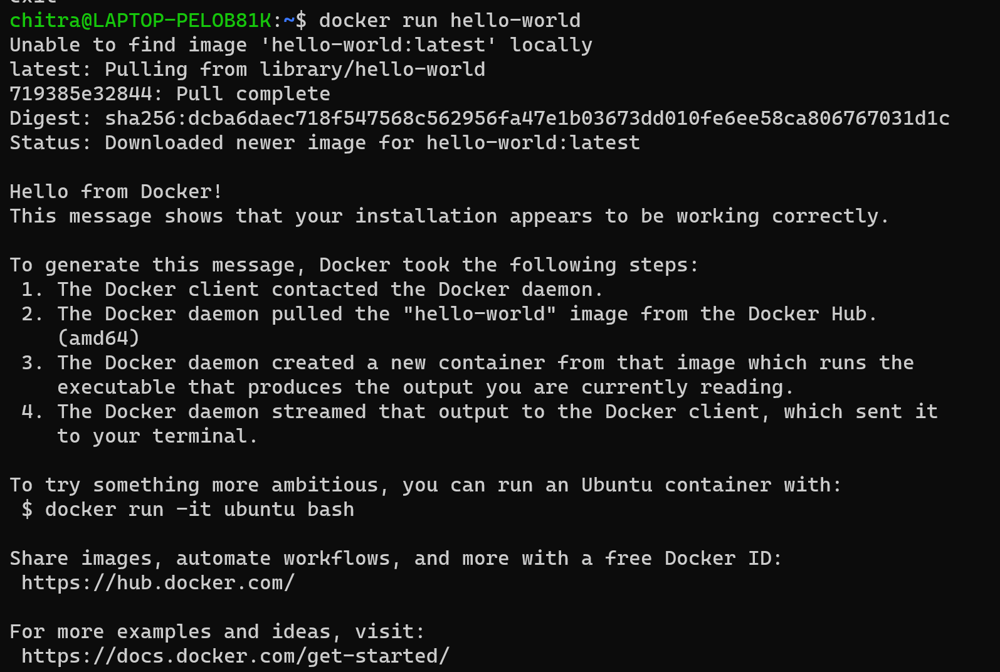 exit
chitra@LAPTOP-PELOB81K:~$ docker run hello-world
Unable to find image 'hello-world:latest' locally
latest: Pulling from library/hello-world
719385e32844: Pull complete
Digest: sha256:dcba6daec718f547568c562956fa47e1b03673dd010fe6ee58ca806767031d1c
Status: Downloaded newer image for hello-world:latest

Hello from Docker!
This message shows that your installation appears to be working correctly.

To generate this message, Docker took the following steps:
 1. The Docker client contacted the Docker daemon.
 2. The Docker daemon pulled the "hello-world" image from the Docker Hub.
    (amd64)
 3. The Docker daemon created a new container from that image which runs the
    executable that produces the output you are currently reading.
 4. The Docker daemon streamed that output to the Docker client, which sent it
    to your terminal.

To try something more ambitious, you can run an Ubuntu container with:
 $ docker run -it ubuntu bash

Share images, automate workflows, and more with a free Docker ID:
 https://hub.docker.com/

For more examples and ideas, visit:
 https://docs.docker.com/get-started/